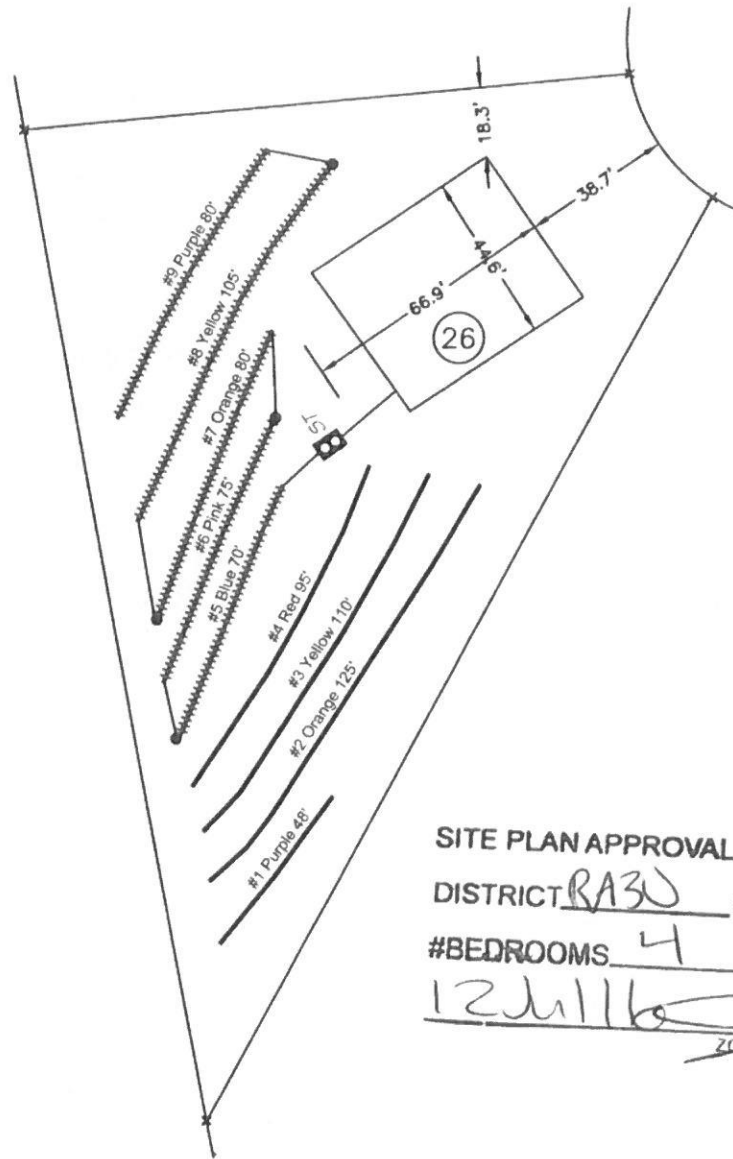 18.3'
38.7'
44.6'
66.9'
26
ST
#9 Purple 80'
#8 Yellow 105'
#7 Orange 80'
#6 Pink 75'
#5 Blue 70'
#4 Red 95'
#3 Yellow 110'
#2 Orange 125'
#1 Purple 48'
SITE PLAN APPROVAL
DISTRICT RA30
#BEDROOMS 4